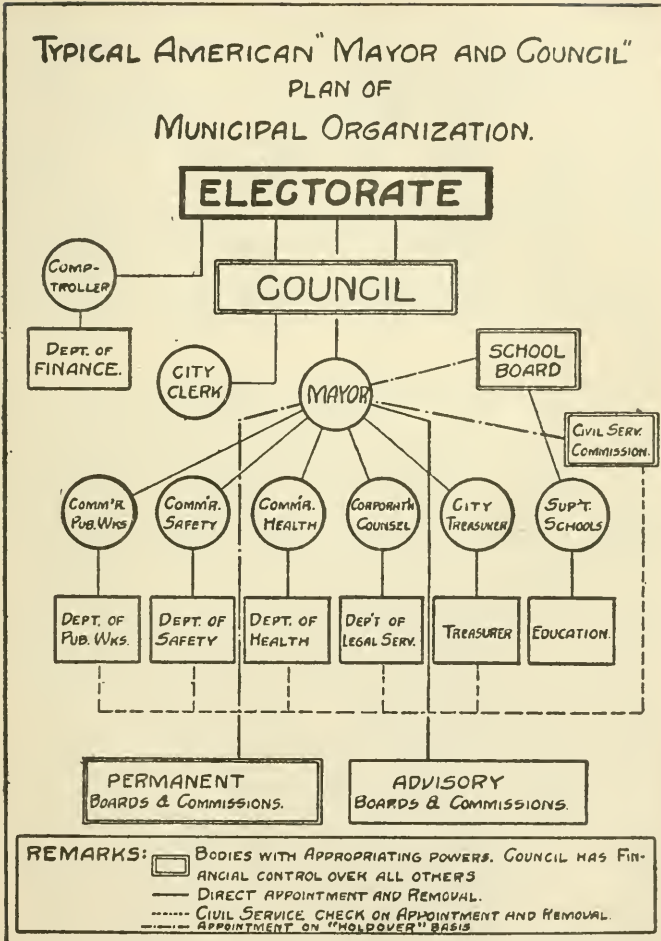 TYPICAL AMERICAN "MAYOR AND COUNCIL"
PLAN OF
MUNICIPAL ORGANIZATION.
ELECTORATE
COMP-
TROLLER
COUNCIL
DEPT. OF
FINANCE.
CITY
CLERK
MAYOR
SCHOOL
BOARD
CIVIL SERV.
COMMISSION.
COMM'R.
PUB. WKS
COMM'R.
SAFETY
COMM'R.
HEALTH
CORPORAT'N
COUNSEL
CITY
TREASURER
SUP'T.
SCHOOLS
DEPT. OF
PUB. WKS.
DEPT. OF
SAFETY
DEPT. OF
HEALTH
DEP'T OF
LEGAL SERV.
TREASURER
EDUCATION.
PERMANENT
BOARDS & COMMISSIONS.
ADVISORY
BOARDS & COMMISSIONS.
REMARKS: BODIES WITH APPROPRIATING POWERS. COUNCIL HAS FIN-
ANCIAL CONTROL OVER ALL OTHERS
DIRECT APPOINTMENT AND REMOVAL.
CIVIL SERVICE CHECK ON APPOINTMENT AND REMOVAL.
APPOINTMENT ON "HOLDOVER" BASIS